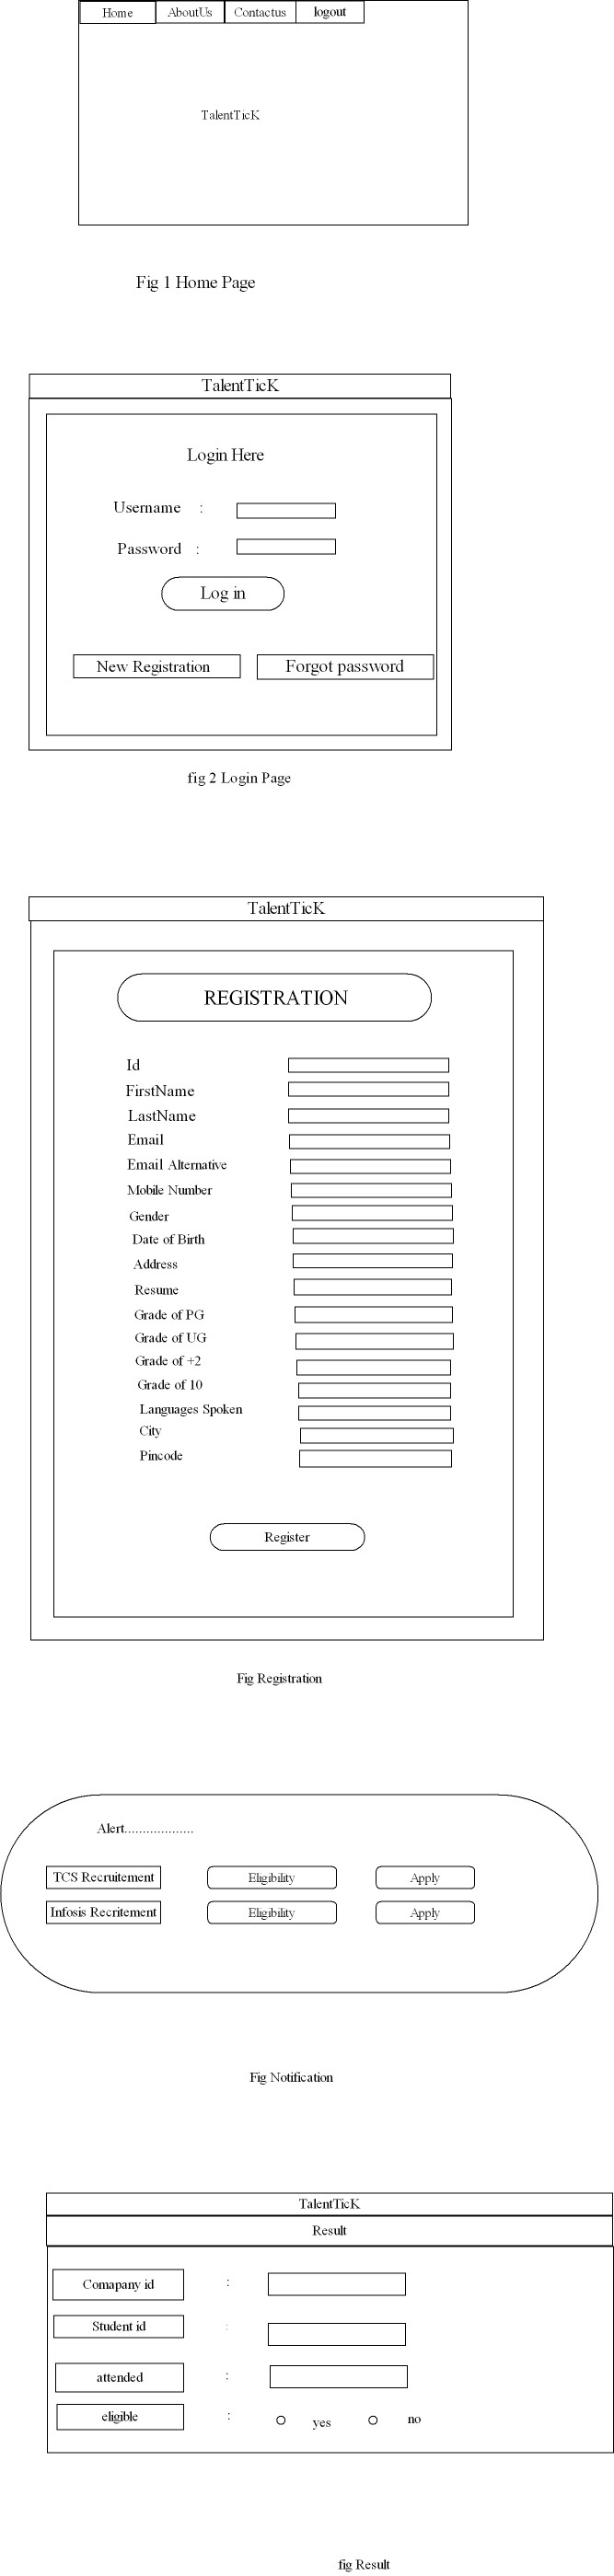 Home AboutUs Contactus logout
TalentTicK
Fig 1 Home Page
TalentTicK
Login Here
Username :
Password :
Log in
New Registration Forgot password
fig 2 Login Page
TalentTicK
REGISTRATION
Id
FirstName
LastName
Email
Email Alternative
Mobile Number
Gender
Date of Birth
Address
Resume
Grade of PG
Grade of UG
Grade of +2
Grade of 10
Languages Spoken
City
Pincode
Register
Fig Registration
Alert...................
TCS Recruitement Eligibility Apply
Infosis Recritement Eligibility Apply
Fig Notification
TalentTicK
Result
Comapany id :
Student id :
attended :
eligible : yes no
fig Result